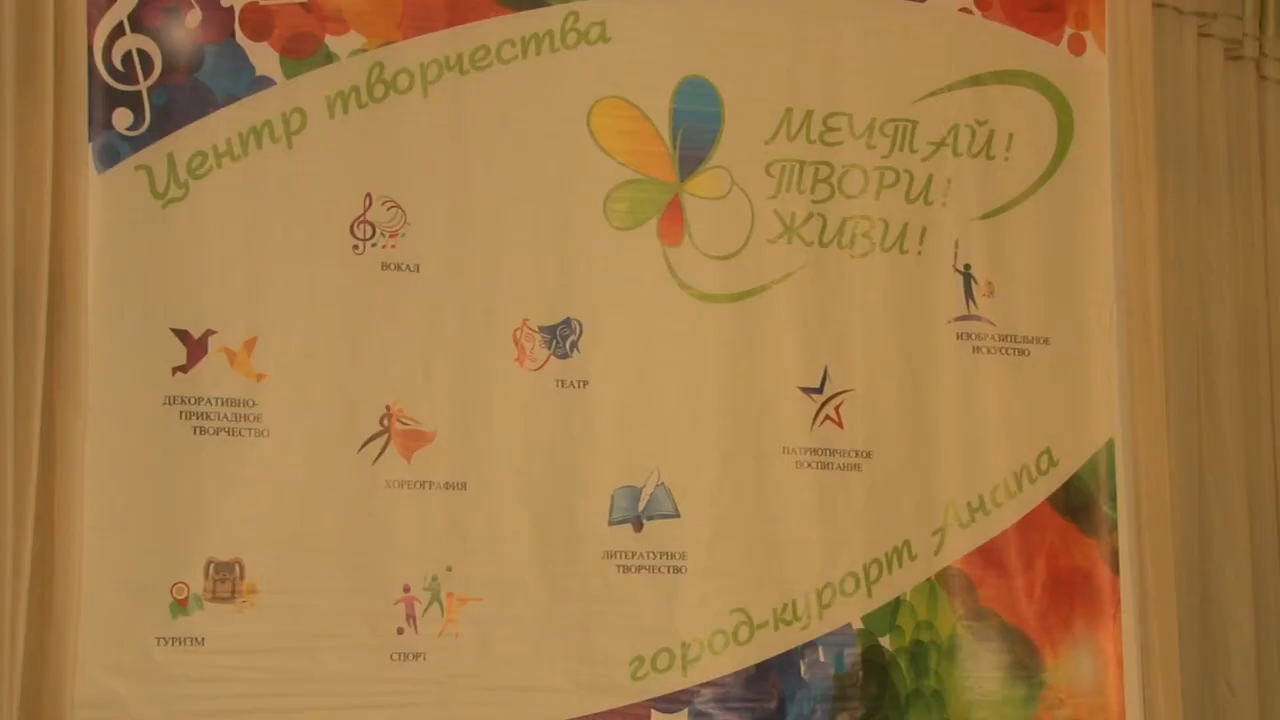 Центр творчества
МЕЧТАЙ!
ТВОРИ!
ЖИВИ!
ВОКАЛ
ИЗОБРАЗИТЕЛЬНОЕ
ИСКУССТВО
ТЕАТР
ДЕКОРАТИВНО-
ПРИКЛАДНОЕ
ТВОРЧЕСТВО
ПАТРИОТИЧЕСКОЕ
ВОСПИТАНИЕ
ХОРЕОГРАФИЯ
ЛИТЕРАТУРНОЕ
ТВОРЧЕСТВО
ТУРИЗМ
СПОРТ
город-курорт Анапа